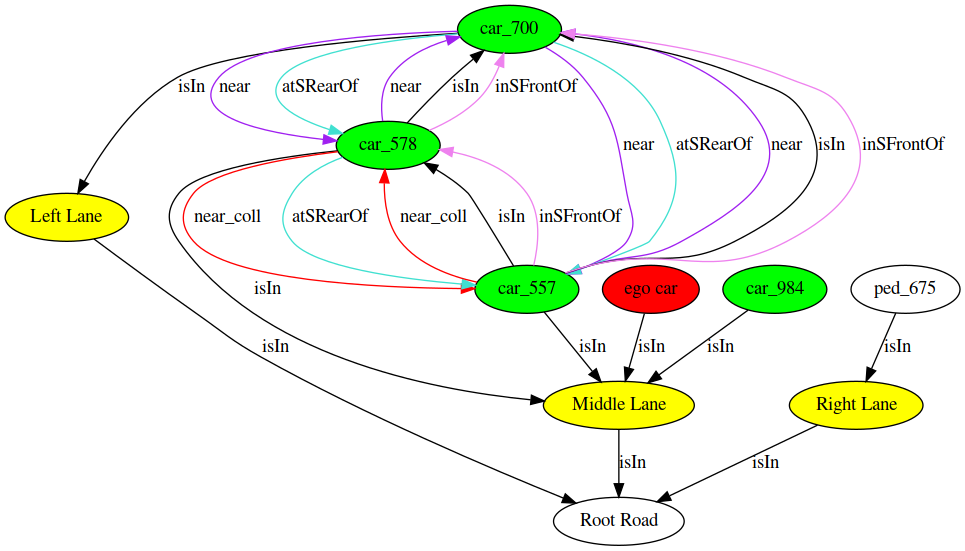 car_700
isIn
near
atSRearOf
near
isIn
inSFrontOf
car_578
near
atSRearOf
near
isIn
inSFrontOf
Left Lane
near_coll
atSRearOf
near_coll
isIn
inSFrontOf
isIn
car_557
ego car
car_984
ped_675
isIn
isIn
isIn
isIn
isIn
Middle Lane
Right Lane
isIn
isIn
Root Road